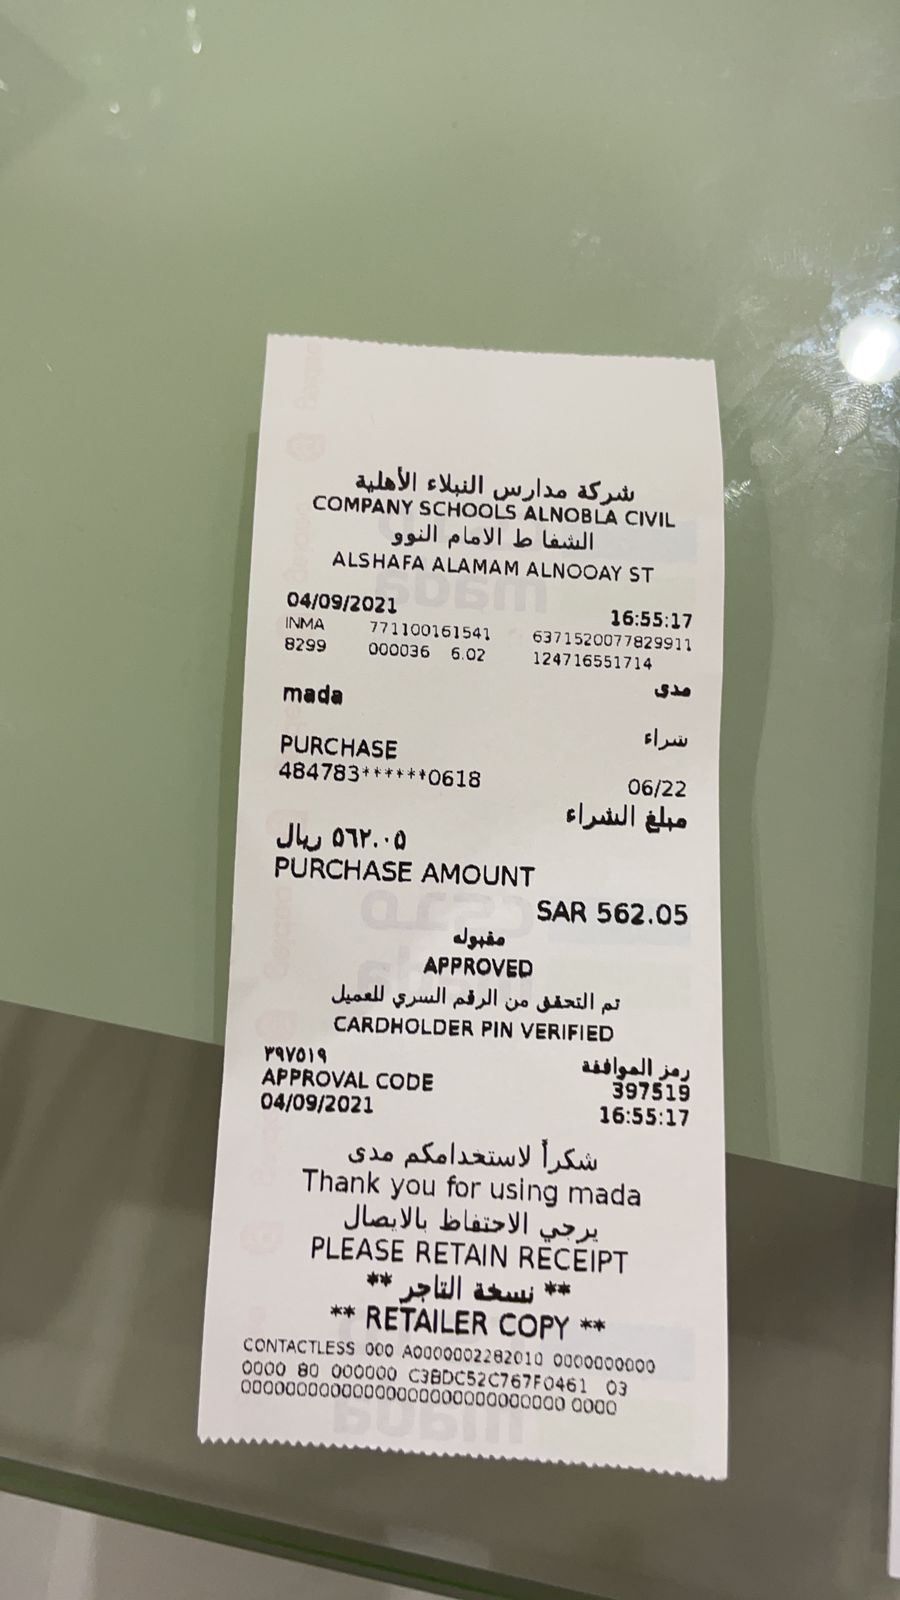 شركة مدارس النبلاء الأهلية
COMPANY SCHOOLS ALNOBLA CIVIL
الشفا ط الامام النوو
ALSHAFA ALAMAM ALNOOAY ST
04/09/2021 16:55:17
INMA 771100161541 6371520077829911
8299 000036 6.02 124716551714
mada مدى
شراء
PURCHASE
484783******0618 06/22
مبلغ الشراء
٥٦٢.٠٥ ريال
PURCHASE AMOUNT
SAR 562.05
مقبوله
APPROVED
تم التحقق من الرقم السري للعميل
CARDHOLDER PIN VERIFIED
٣٩٧٥١٩ رمز الموافقة
APPROVAL CODE 397519
04/09/2021 16:55:17
شكراً لاستخدامكم مدى
Thank you for using mada
يرجي الاحتفاظ بالايصال
PLEASE RETAIN RECEIPT
** نسخة التاجر **
** RETAILER COPY **
CONTACTLESS 000 A0000002282010 0000000000
0000 80 000000 C3BDC52C767F0461 03